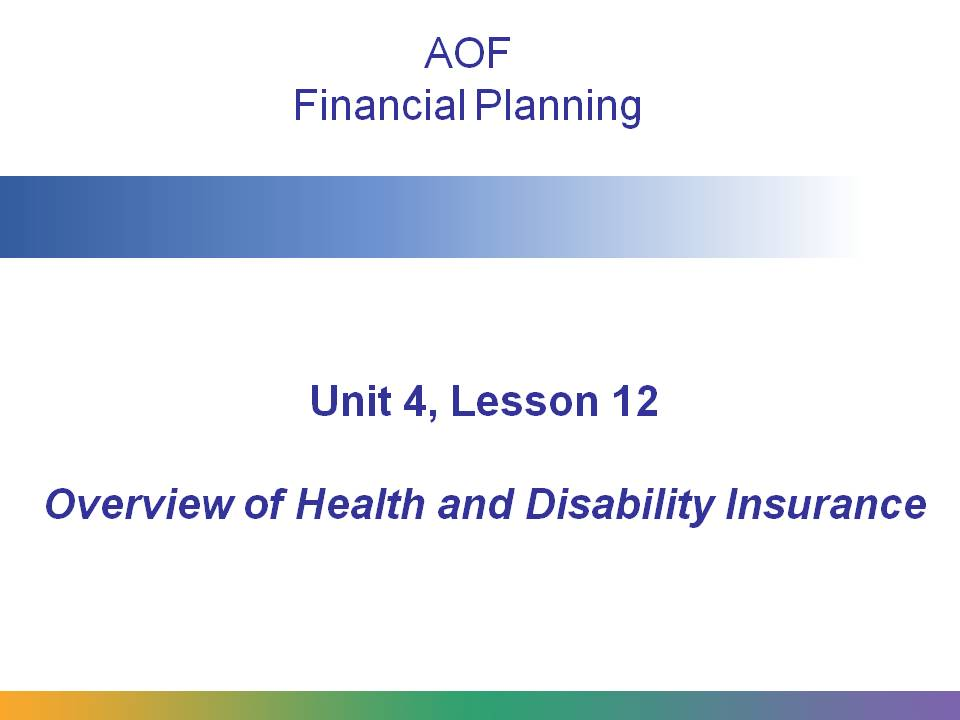 AOF
Financial Planning
Unit 4, Lesson 12
Overview of Health and Disability Insurance